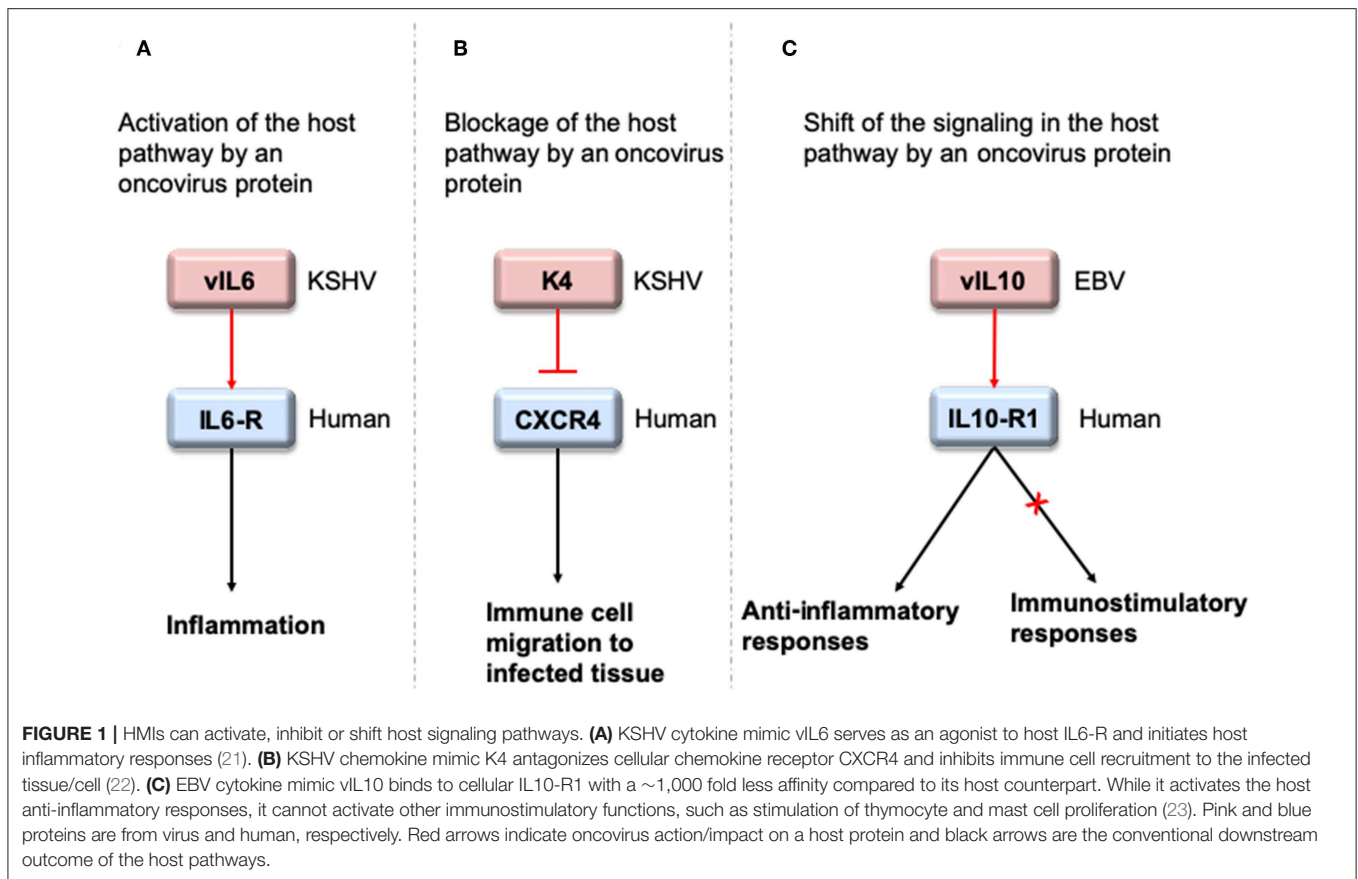 A
Activation of the host
pathway by an
oncovirus protein
vIL6
KSHV
IL6-R
Human
Inflammation
B
Blockage of the host
pathway by an oncovirus
protein
K4
KSHV
CXCR4
Human
Immune cell
migration to
infected tissue
C
Shift of the signaling in the host
pathway by an oncovirus protein
vIL10
EBV
IL10-R1
Human
Anti-inflammatory
responses
Immunostimulatory
responses
FIGURE 1 | HMIs can activate, inhibit or shift host signaling pathways. (A) KSHV cytokine mimic vIL6 serves as an agonist to host IL6-R and initiates host
inflammatory responses (21). (B) KSHV chemokine mimic K4 antagonizes cellular chemokine receptor CXCR4 and inhibits immune cell recruitment to the infected
tissue/cell (22). (C) EBV cytokine mimic vIL10 binds to cellular IL10-R1 with a ~1,000 fold less affinity compared to its host counterpart. While it activates the host
anti-inflammatory responses, it cannot activate other immunostimulatory functions, such as stimulation of thymocyte and mast cell proliferation (23). Pink and blue
proteins are from virus and human, respectively. Red arrows indicate oncovirus action/impact on a host protein and black arrows are the conventional downstream
outcome of the host pathways.